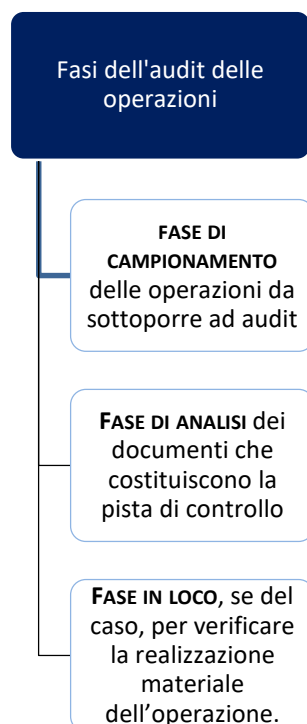 Fasi dell'audit delle
operazioni
FASE DI
CAMPIONAMENTO
delle operazioni da
sottoporre ad audit
FASE DI ANALISI dei
documenti che
costituiscono la
pista di controllo
FASE IN LOCO, se del
caso, per verificare
la realizzazione
materiale
dell’operazione.